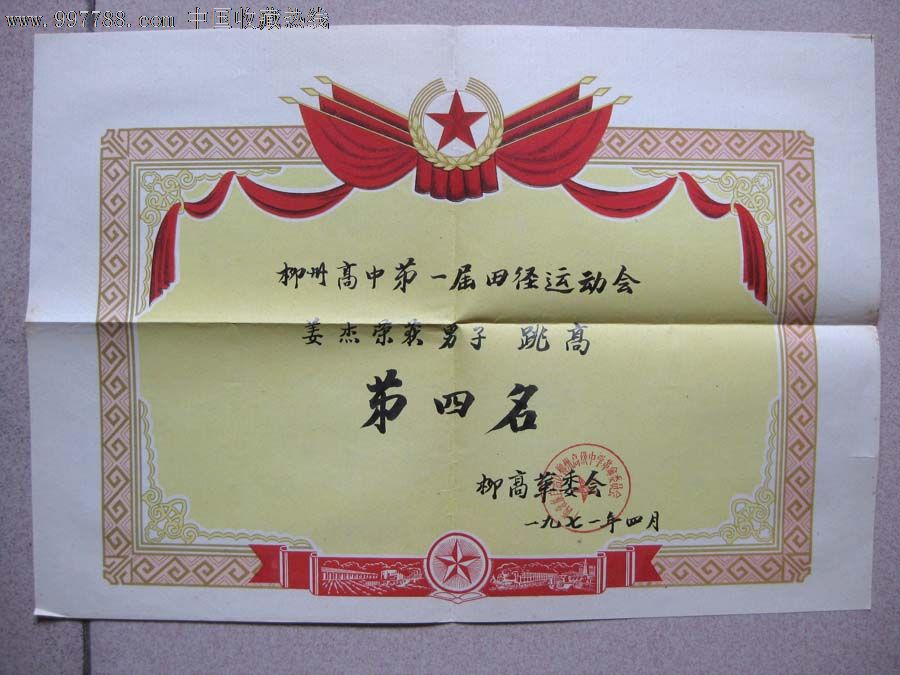 www.997788.com 中国收藏热线
柳州高中第一届田径运动会
姜杰荣获男子 跳高
第四名
柳高革委会
一九七一年四月